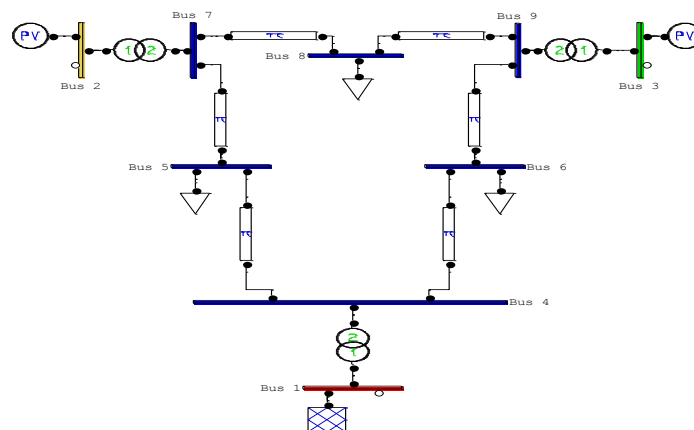 Bus 7
Bus 9
PV
1 2
π
Bus 8
π
2 1
PV
Bus 2
Bus 3
π
π
Bus 5
Bus 6
π
π
Bus 4
2
1
Bus 1